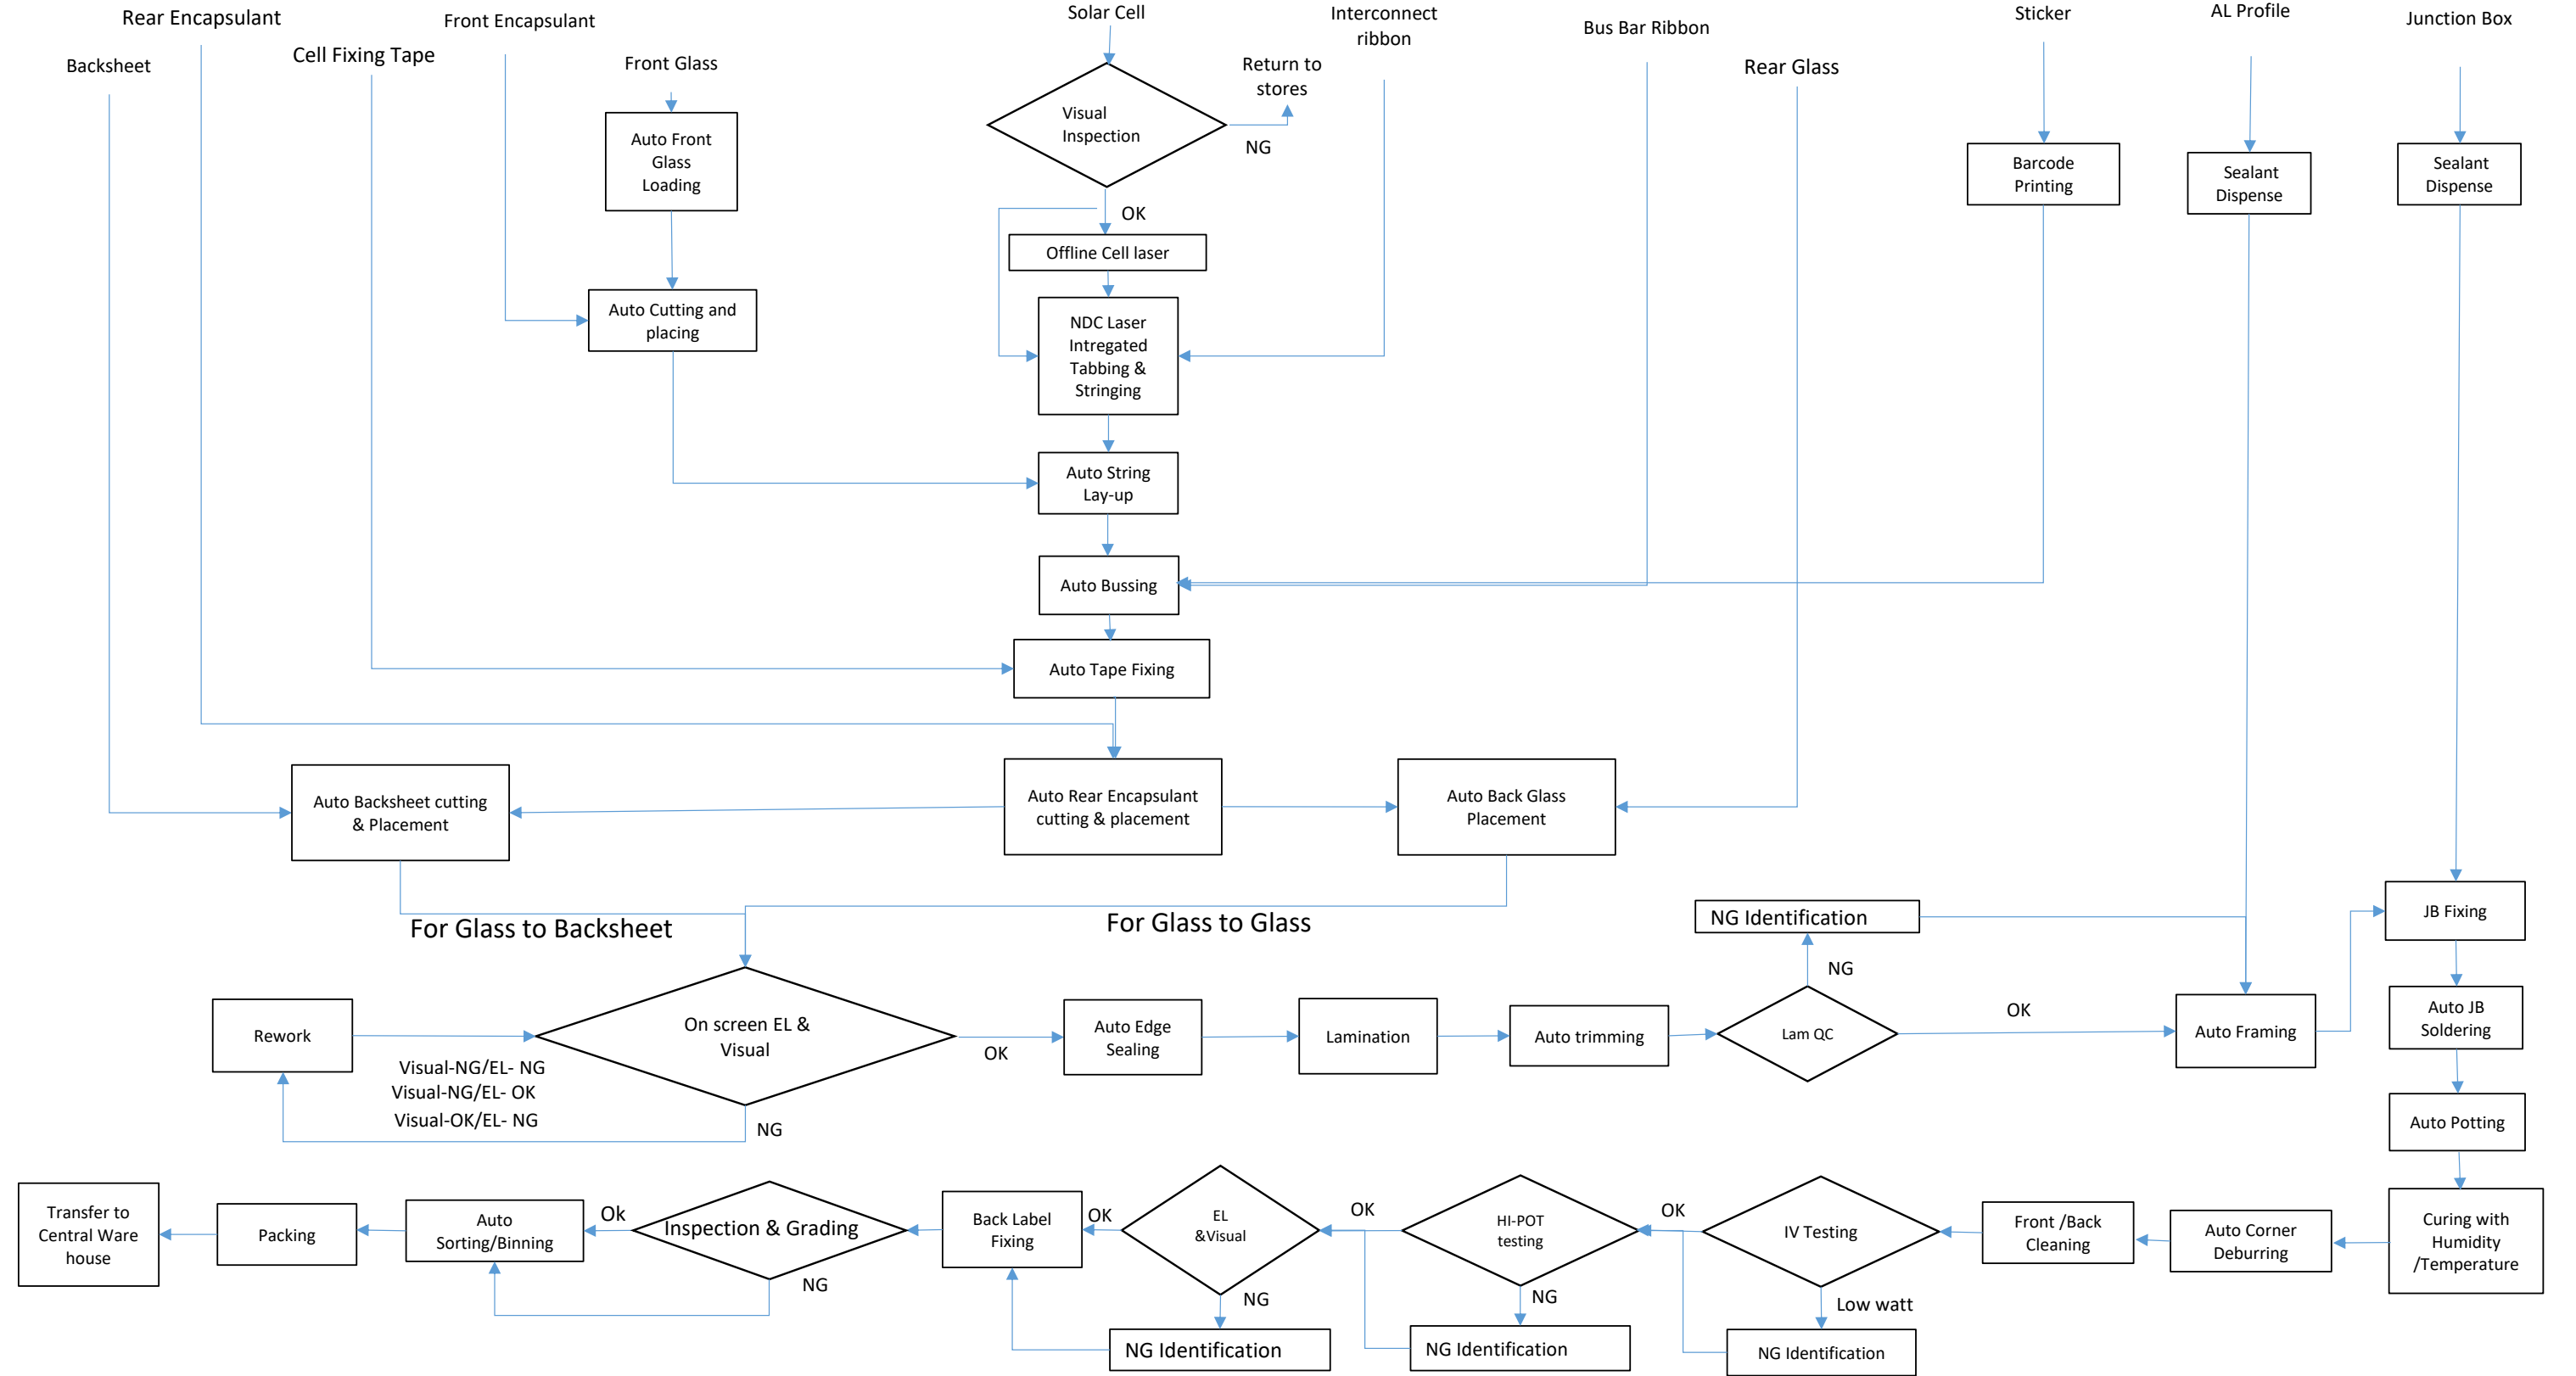 Rear Encapsulant
Front Encapsulant
Solar Cell
Interconnect
ribbon
Bus Bar Ribbon
Sticker
AL Profile
Junction Box
Backsheet
Cell Fixing Tape
Front Glass
Return to
stores
Rear Glass
Visual
Inspection
NG
Auto Front
Glass
Loading
Barcode
Printing
Sealant
Dispense
Sealant
Dispense
OK
Offline Cell laser
Auto Cutting and
placing
NDC Laser
Intregated
Tabbing &
Stringing
Auto String
Lay-up
Auto Bussing
Auto Tape Fixing
Auto Backsheet cutting
& Placement
Auto Rear Encapsulant
cutting & placement
Auto Back Glass
Placement
For Glass to Backsheet
For Glass to Glass
NG Identification
JB Fixing
NG
Rework
On screen EL &
Visual
OK
Auto Edge
Sealing
Lamination
Auto trimming
Lam QC
OK
Auto Framing
Auto JB
Soldering
Visual-NG/EL- NG
Visual-NG/EL- OK
Visual-OK/EL- NG
NG
Auto Potting
Transfer to
Central Ware
house
Packing
Auto
Sorting/Binning
Ok
Inspection & Grading
NG
Back Label
Fixing
OK
EL
&Visual
NG
OK
HI-POT
testing
NG
OK
IV Testing
Low watt
Front /Back
Cleaning
Auto Corner
Deburring
Curing with
Humidity
/Temperature
NG Identification
NG Identification
NG Identification